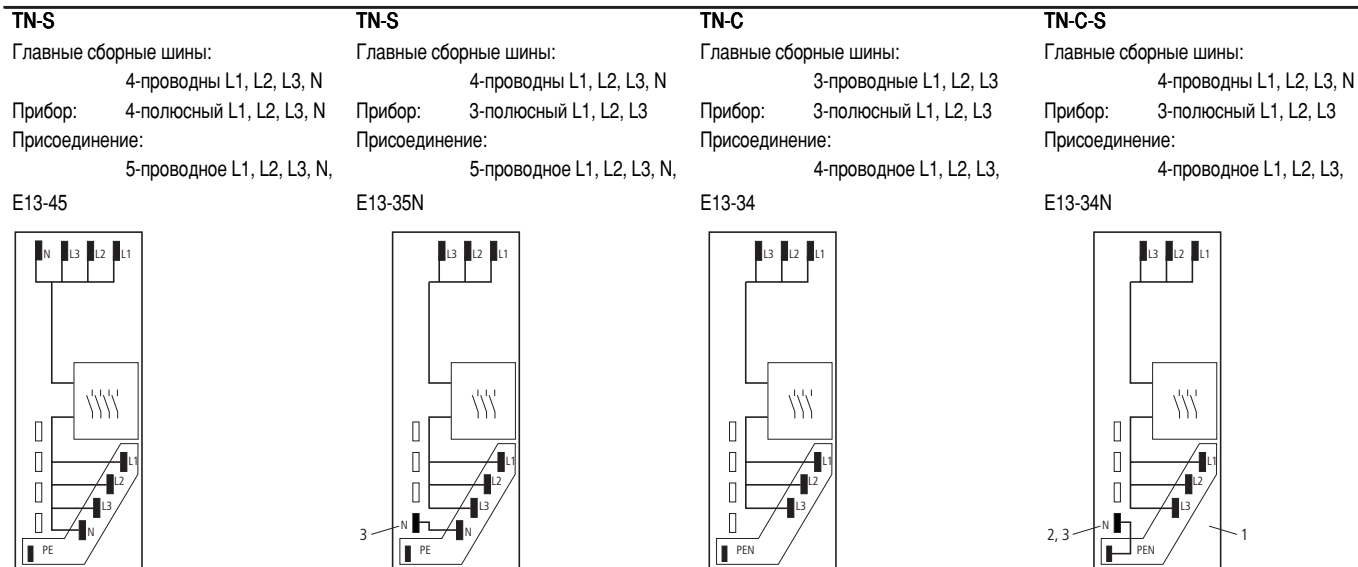 TN-S
Главные сборные шины:
4-проводны L1, L2, L3, N
Прибор: 4-полюсный L1, L2, L3, N
Присоединение:
5-проводное L1, L2, L3, N,
E13-45
N L3 L2 L1
L1
L2
L3
N
PE
TN-S
Главные сборные шины:
4-проводны L1, L2, L3, N
Прибор: 3-полюсный L1, L2, L3
Присоединение:
5-проводное L1, L2, L3, N,
E13-35N
L3 L2 L1
L1
L2
L3
3 N N
PE
TN-C
Главные сборные шины:
3-проводные L1, L2, L3
Прибор: 3-полюсный L1, L2, L3
Присоединение:
4-проводное L1, L2, L3,
E13-34
L3 L2 L1
L1
L2
L3
PEN
TN-C-S
Главные сборные шины:
4-проводны L1, L2, L3, N
Прибор: 3-полюсный L1, L2, L3
Присоединение:
4-проводное L1, L2, L3,
E13-34N
L3 L2 L1
L1
L2
L3
2, 3 N 1
PEN